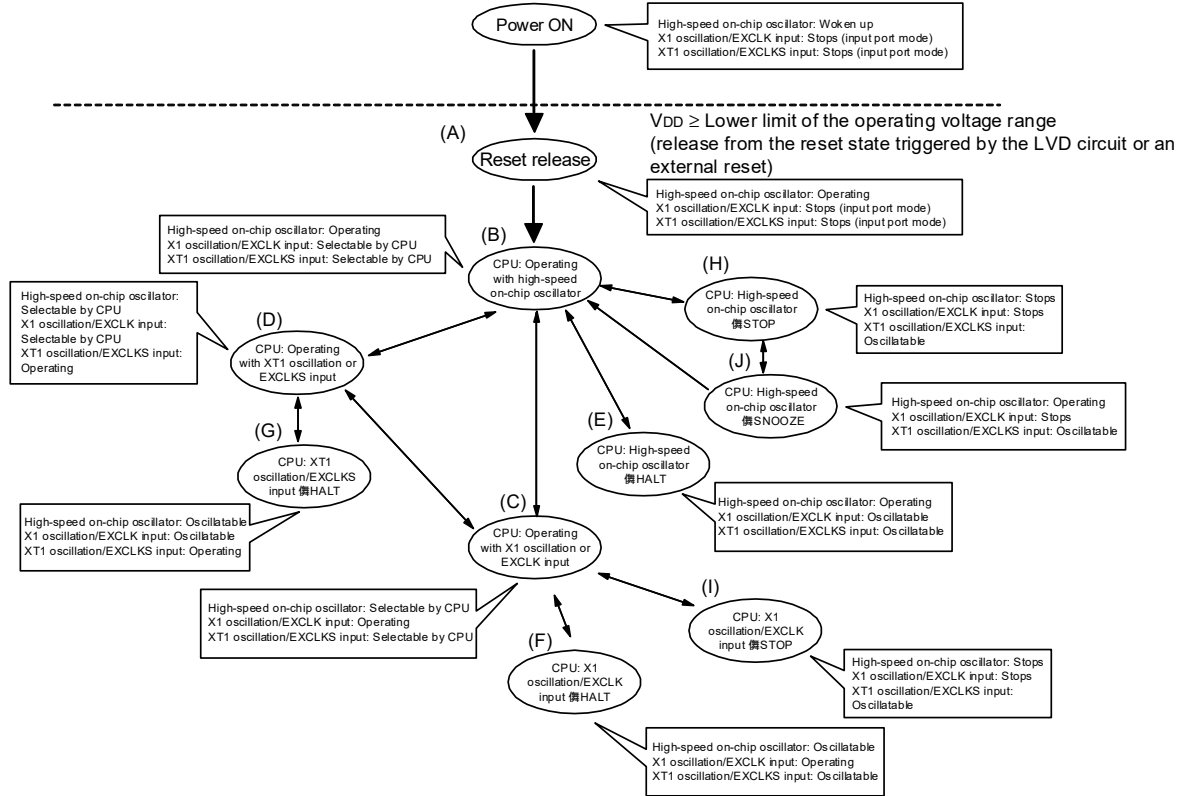 Power ON
High-speed on-chip oscillator: Woken up
X1 oscillation/EXCLK input: Stops (input port mode)
XT1 oscillation/EXCLKS input: Stops (input port mode)
VDD ≥ Lower limit of the operating voltage range
(release from the reset state triggered by the LVD circuit or an
external reset)
(A)
Reset release
High-speed on-chip oscillator: Operating
X1 oscillation/EXCLK input: Stops (input port mode)
XT1 oscillation/EXCLKS input: Stops (input port mode)
High-speed on-chip oscillator: Operating
X1 oscillation/EXCLK input: Selectable by CPU
XT1 oscillation/EXCLKS input: Selectable by CPU
(B)
CPU: Operating
with high-speed
on-chip oscillator
(H)
CPU: High-speed
on-chip oscillator
僑STOP
High-speed on-chip oscillator: Stops
X1 oscillation/EXCLK input: Stops
XT1 oscillation/EXCLKS input:
Oscillatable
High-speed on-chip oscillator:
Selectable by CPU
X1 oscillation/EXCLK input:
Selectable by CPU
XT1 oscillation/EXCLKS input:
Operating
(D)
CPU: Operating
with XT1 oscillation or
EXCLKS input
(J)
CPU: High-speed
on-chip oscillator
僑SNOOZE
High-speed on-chip oscillator: Operating
X1 oscillation/EXCLK input: Stops
XT1 oscillation/EXCLKS input: Oscillatable
(G)
CPU: XT1
oscillation/EXCLKS
input 僑HALT
(E)
CPU: High-speed
on-chip oscillator
僑HALT
High-speed on-chip oscillator: Operating
X1 oscillation/EXCLK input: Oscillatable
XT1 oscillation/EXCLKS input: Oscillatable
High-speed on-chip oscillator: Oscillatable
X1 oscillation/EXCLK input: Oscillatable
XT1 oscillation/EXCLKS input: Operating
(C)
CPU: Operating
with X1 oscillation or
EXCLK input
High-speed on-chip oscillator: Selectable by CPU
X1 oscillation/EXCLK input: Operating
XT1 oscillation/EXCLKS input: Selectable by CPU
(I)
CPU: X1
oscillation/EXCLK
input 僑STOP
High-speed on-chip oscillator: Stops
X1 oscillation/EXCLK input: Stops
XT1 oscillation/EXCLKS input:
Oscillatable
(F)
CPU: X1
oscillation/EXCLK
input 僑HALT
High-speed on-chip oscillator: Oscillatable
X1 oscillation/EXCLK input: Operating
XT1 oscillation/EXCLKS input: Oscillatable